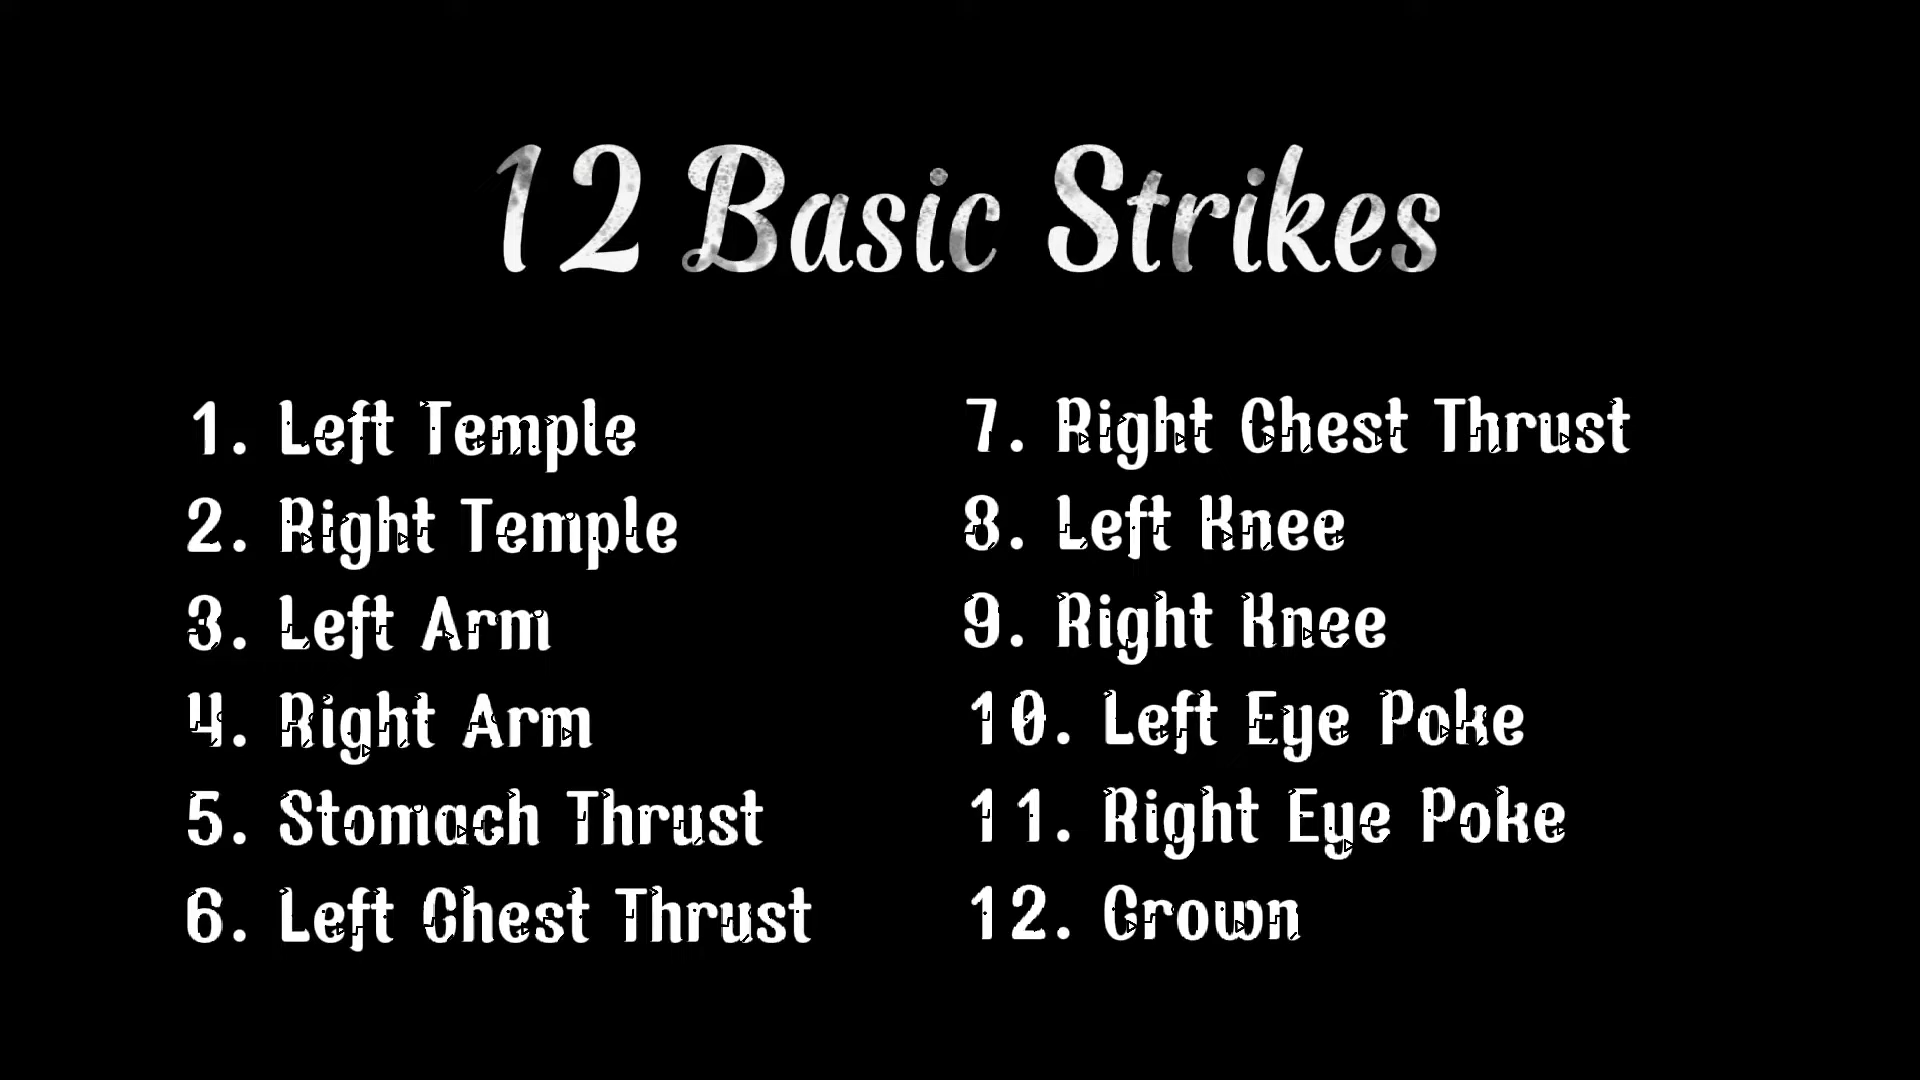 12 Basic Strikes
1. Left Temple
2. Right Temple
3. Left Arm
4. Right Arm
5. Stomach Thrust
6. Left Chest Thrust
7. Right Chest Thrust
8. Left Knee
9. Right Knee
10. Left Eye Poke
11. Right Eye Poke
12. Crown